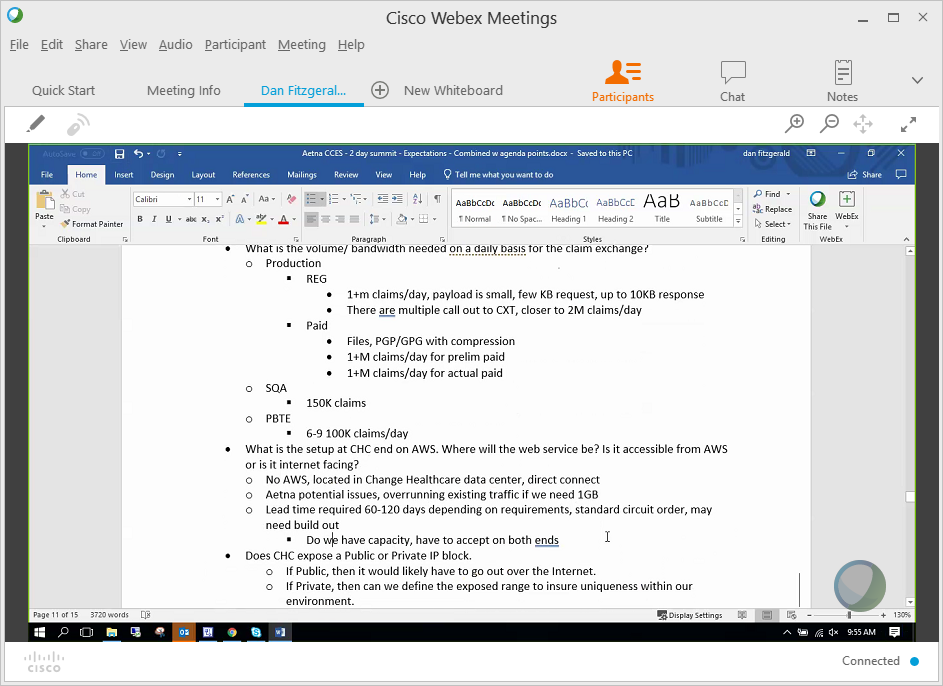 Cisco Webex Meetings
File Edit Share View Audio Participant Meeting Help
Quick Start Meeting Info Dan Fitzgeral... New Whiteboard
Participants Chat Notes
AutoSave Off Aetna CCES - 2 day summit - Expectations - Combined w agenda points.docx - Saved to this PC dan fitzgerald
File Home Insert Design Layout References Mailings Review View Help Tell me what you want to do Share
Paste Cut Copy Format Painter
Calibri 11 Aa
B I U abc x₂ x² A A
AaBbCcDc AaBbCcDc AaBbCc AaBbCcC AaB AaBbCcD
¶ Normal ¶ No Spac... Heading 1 Heading 2 Title Subtitle
Find Replace Select
Share This File WebEx
Clipboard Font Paragraph Styles Editing WebEx
• What is the volume/ bandwidth needed on a daily basis for the claim exchange?
o Production
▪ REG
• 1+m claims/day, payload is small, few KB request, up to 10KB response
• There are multiple call out to CXT, closer to 2M claims/day
▪ Paid
• Files, PGP/GPG with compression
• 1+M claims/day for prelim paid
• 1+M claims/day for actual paid
o SQA
▪ 150K claims
o PBTE
▪ 6-9 100K claims/day
• What is the setup at CHC end on AWS. Where will the web service be? Is it accessible from AWS
or is it internet facing?
o No AWS, located in Change Healthcare data center, direct connect
o Aetna potential issues, overrunning existing traffic if we need 1GB
o Lead time required 60-120 days depending on requirements, standard circuit order, may
need build out
▪ Do we have capacity, have to accept on both ends
• Does CHC expose a Public or Private IP block.
o If Public, then it would likely have to go out over the Internet.
o If Private, then can we define the exposed range to insure uniqueness within our
environment.
Page 11 of 15 3720 words Display Settings 130%
9:55 AM
CISCO Connected